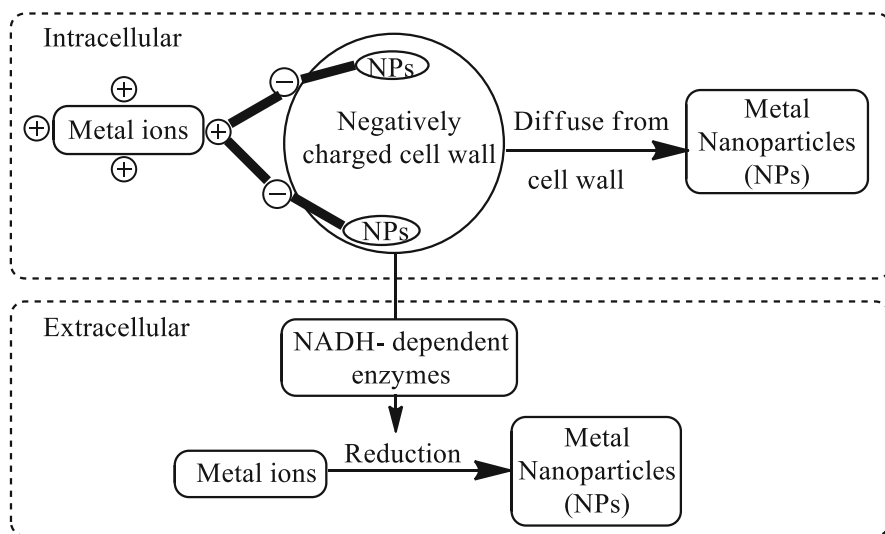 Intracellular
Metal ions
+
+
+
+
−
−
NPs
NPs
Negatively
charged cell wall
Diffuse from
cell wall
Metal
Nanoparticles
(NPs)
Extracellular
NADH- dependent
enzymes
Metal ions
Reduction
Metal
Nanoparticles
(NPs)